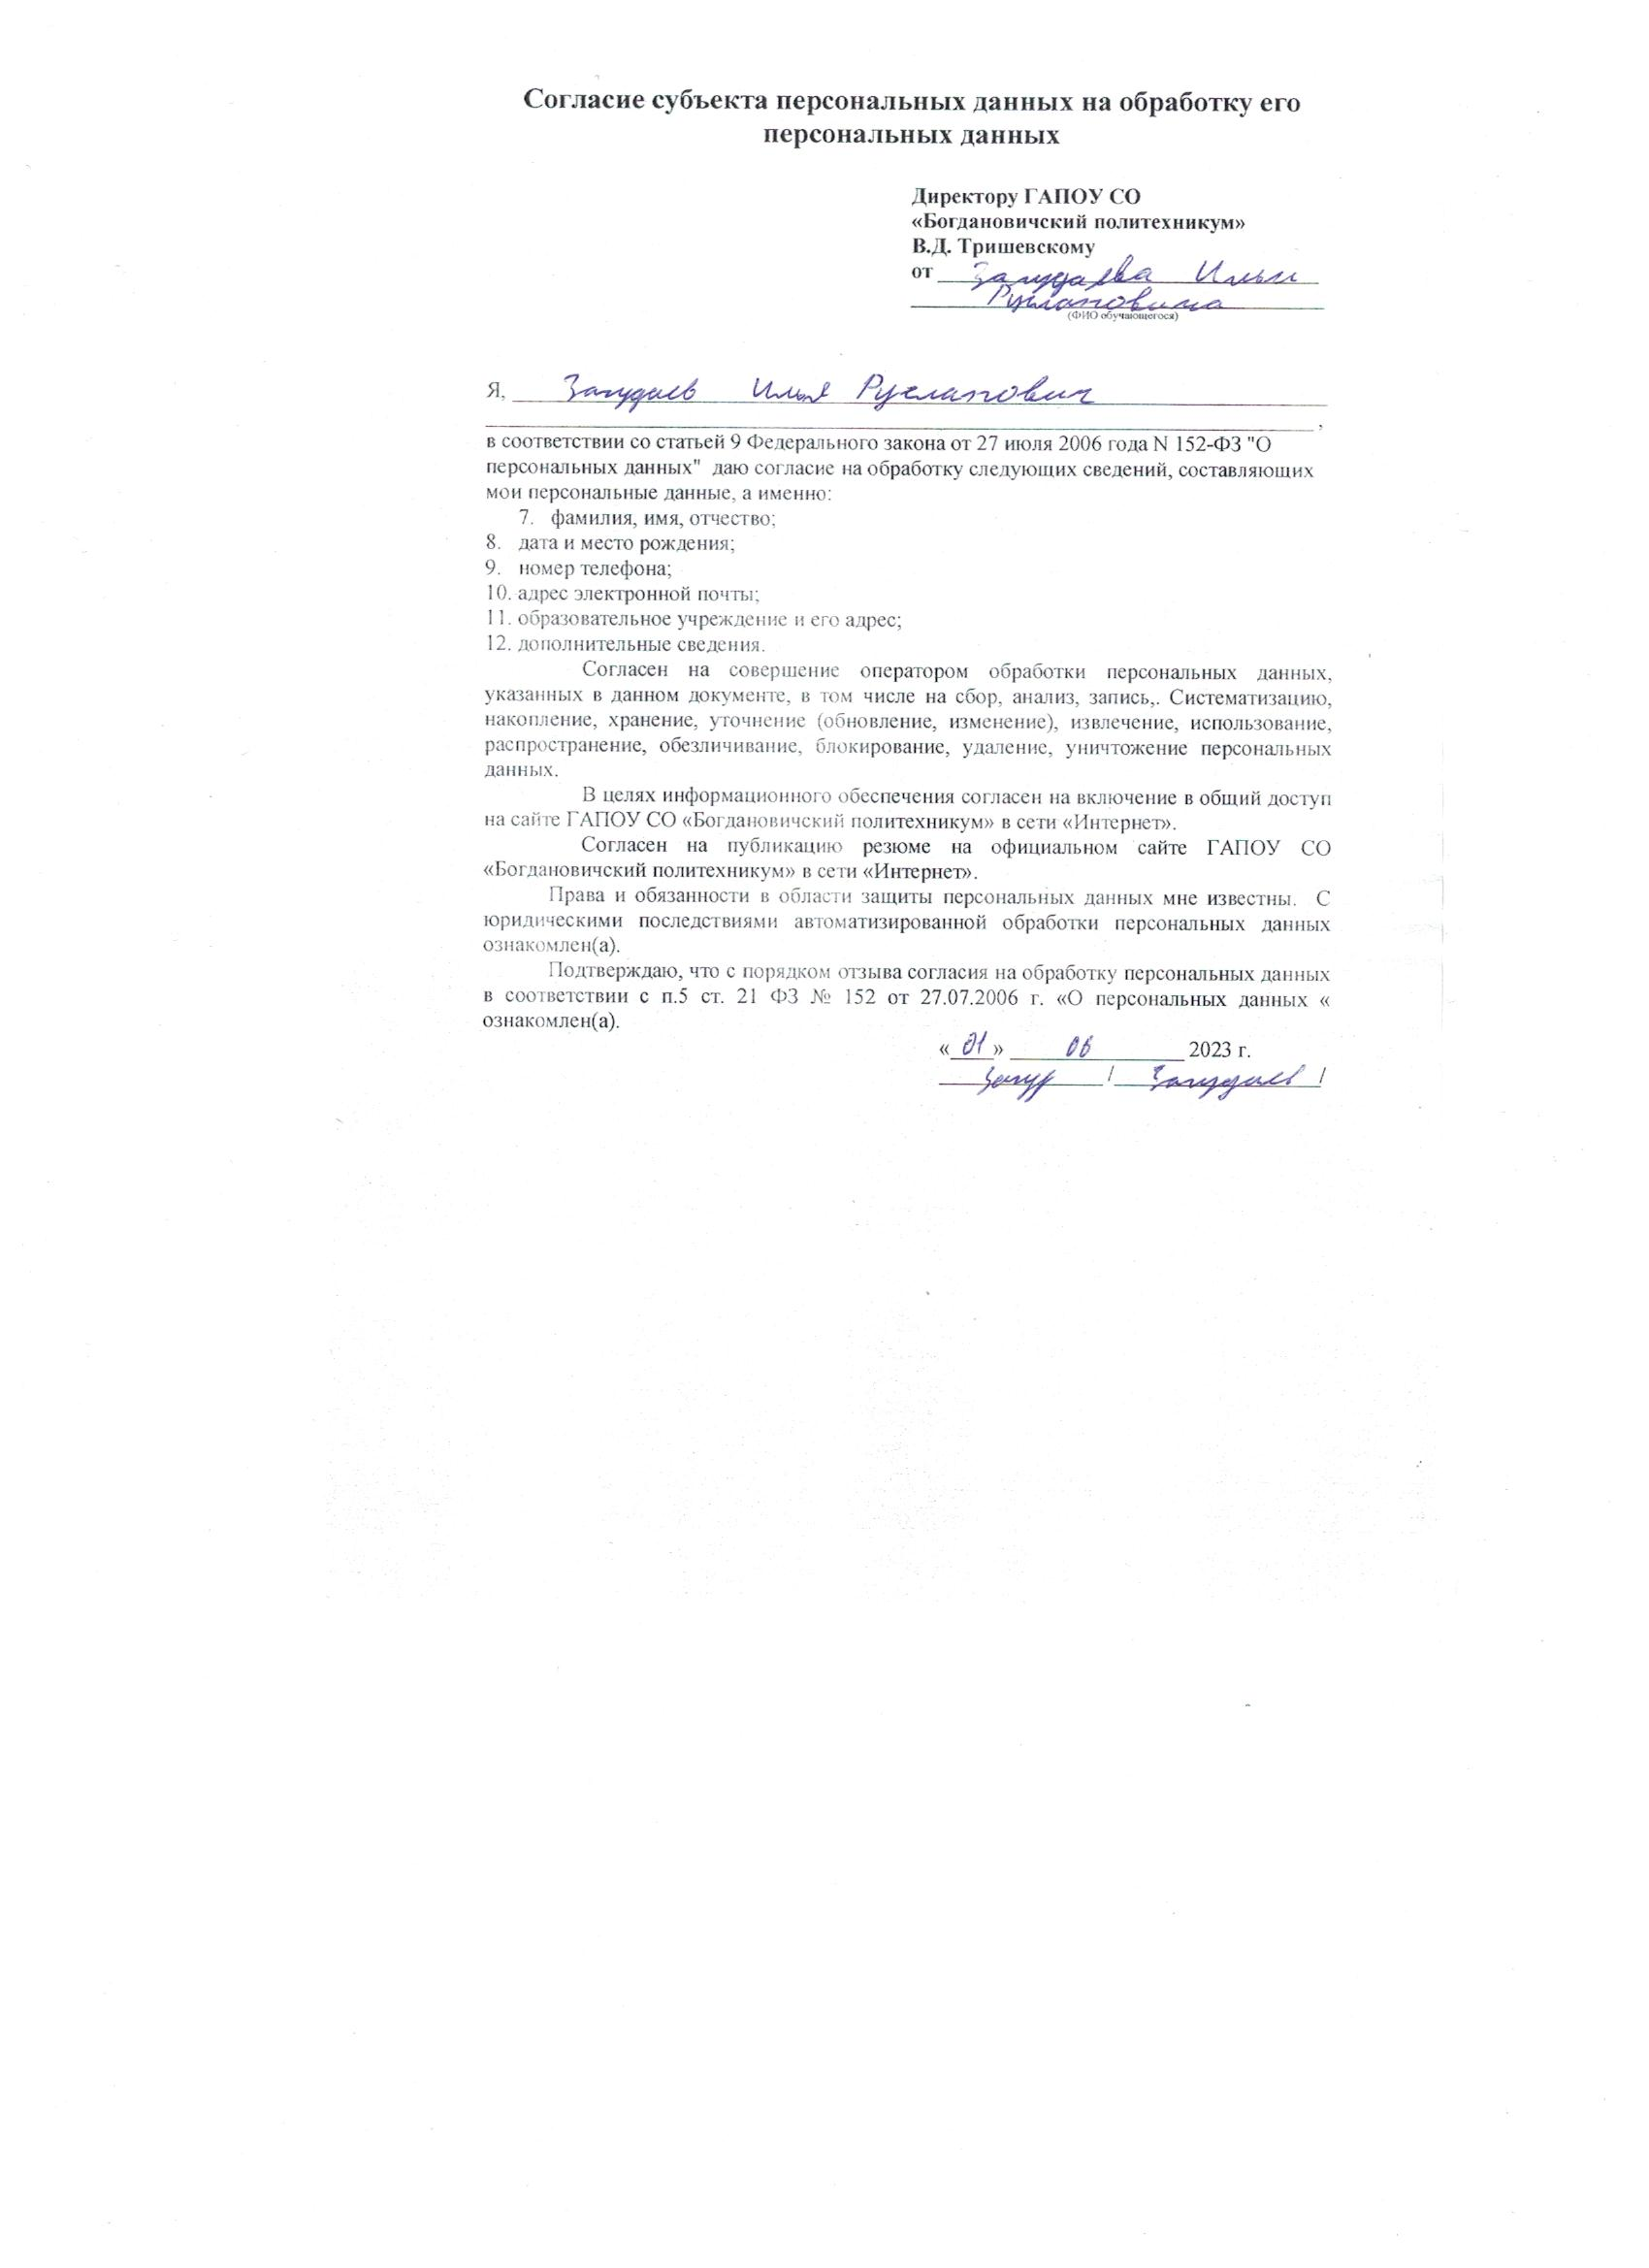 Согласие субъекта персональных данных на обработку его
персональных данных
Директору ГАПОУ СО
«Богдановичский политехникум»
В.Д. Тришевскому
от Ильи
Руслановича
(ФИО обучающегося)
Я, Илья Русланович
,
в соответствии со статьей 9 Федерального закона от 27 июля 2006 года N 152-ФЗ "О
персональных данных" даю согласие на обработку следующих сведений, составляющих
мои персональные данные, а именно:
7. фамилия, имя, отчество;
8. дата и место рождения;
9. номер телефона;
10. адрес электронной почты;
11. образовательное учреждение и его адрес;
12. дополнительные сведения.
Согласен на совершение оператором обработки персональных данных,
указанных в данном документе, в том числе на сбор, анализ, запись,. Систематизацию,
накопление, хранение, уточнение (обновление, изменение), извлечение, использование,
распространение, обезличивание, блокирование, удаление, уничтожение персональных
данных.
В целях информационного обеспечения согласен на включение в общий доступ
на сайте ГАПОУ СО «Богдановичский политехникум» в сети «Интернет».
Согласен на публикацию резюме на официальном сайте ГАПОУ СО
«Богдановичский политехникум» в сети «Интернет».
Права и обязанности в области защиты персональных данных мне известны. С
юридическими последствиями автоматизированной обработки персональных данных
ознакомлен(а).
Подтверждаю, что с порядком отзыва согласия на обработку персональных данных
в соответствии с п.5 ст. 21 ФЗ № 152 от 27.07.2006 г. «О персональных данных «
ознакомлен(а).
« 01 » 06 2023 г.
/ /